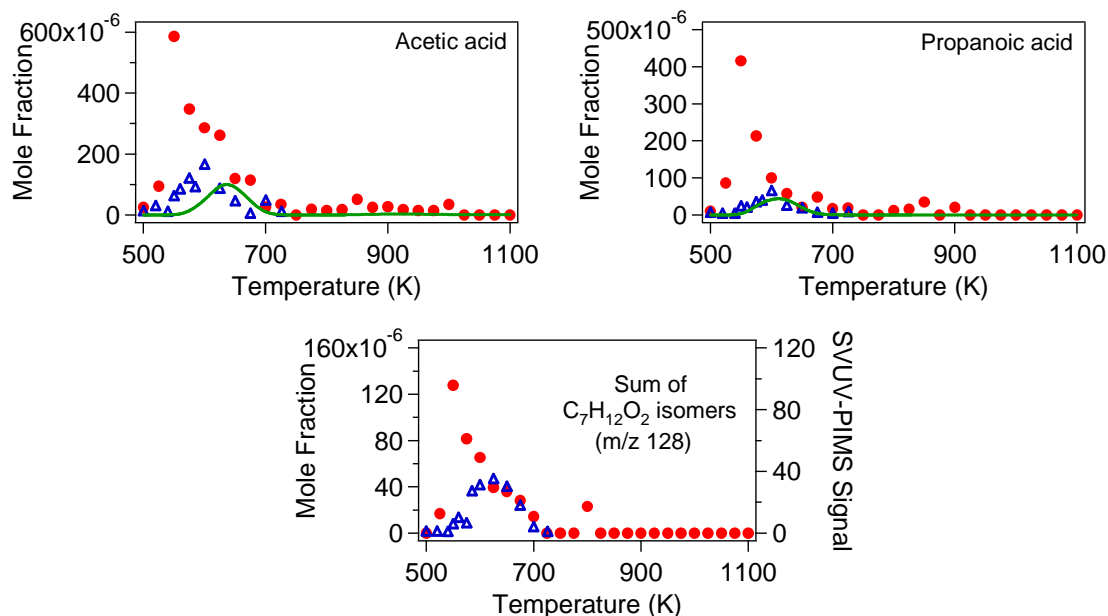 600x10⁻⁶
400
200
0
Mole Fraction
Acetic acid
500
700
900
1100
Temperature (K)
500x10⁻⁶
400
300
200
100
0
Mole Fraction
Propanoic acid
500
700
900
1100
Temperature (K)
160x10⁻⁶
120
80
40
0
Mole Fraction
Sum of
C₇H₁₂O₂ isomers
(m/z 128)
120
80
40
0
SVUV-PIMS Signal
500
700
900
1100
Temperature (K)